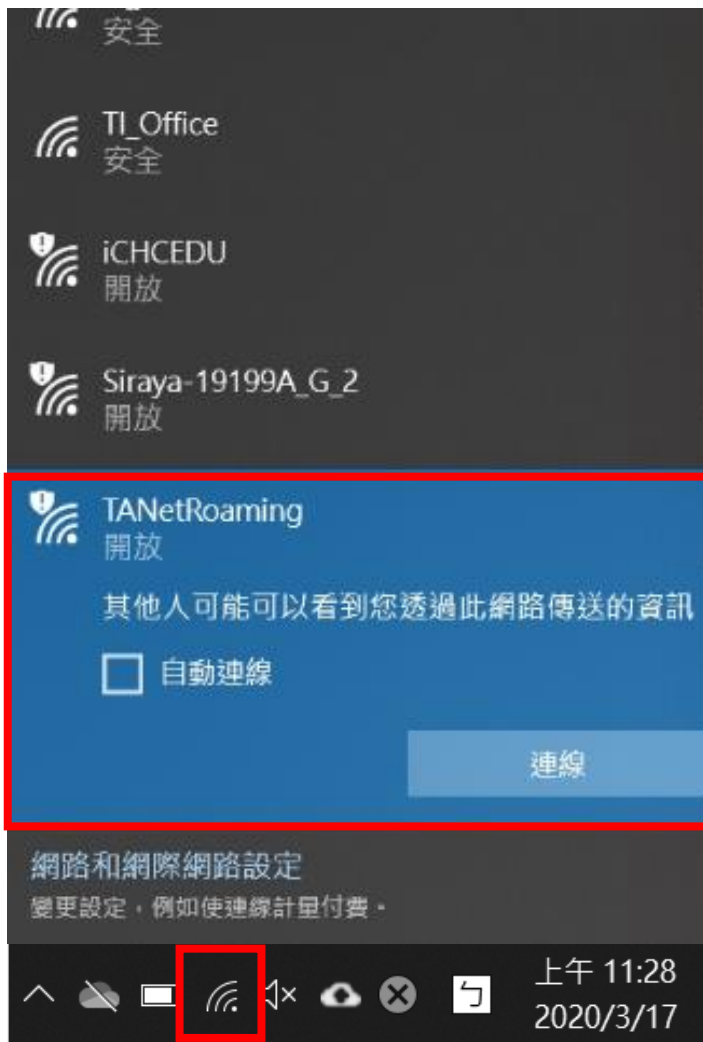 安全
TI_Office
安全
iCHCEDU
開放
Siraya-19199A_G_2
開放
TANetRoaming
開放
其他人可能可以看到您透過此網路傳送的資訊
自動連線
連線
網路和網際網路設定
變更設定，例如使連線計量付費。
ㄅ
上午 11:28
2020/3/17